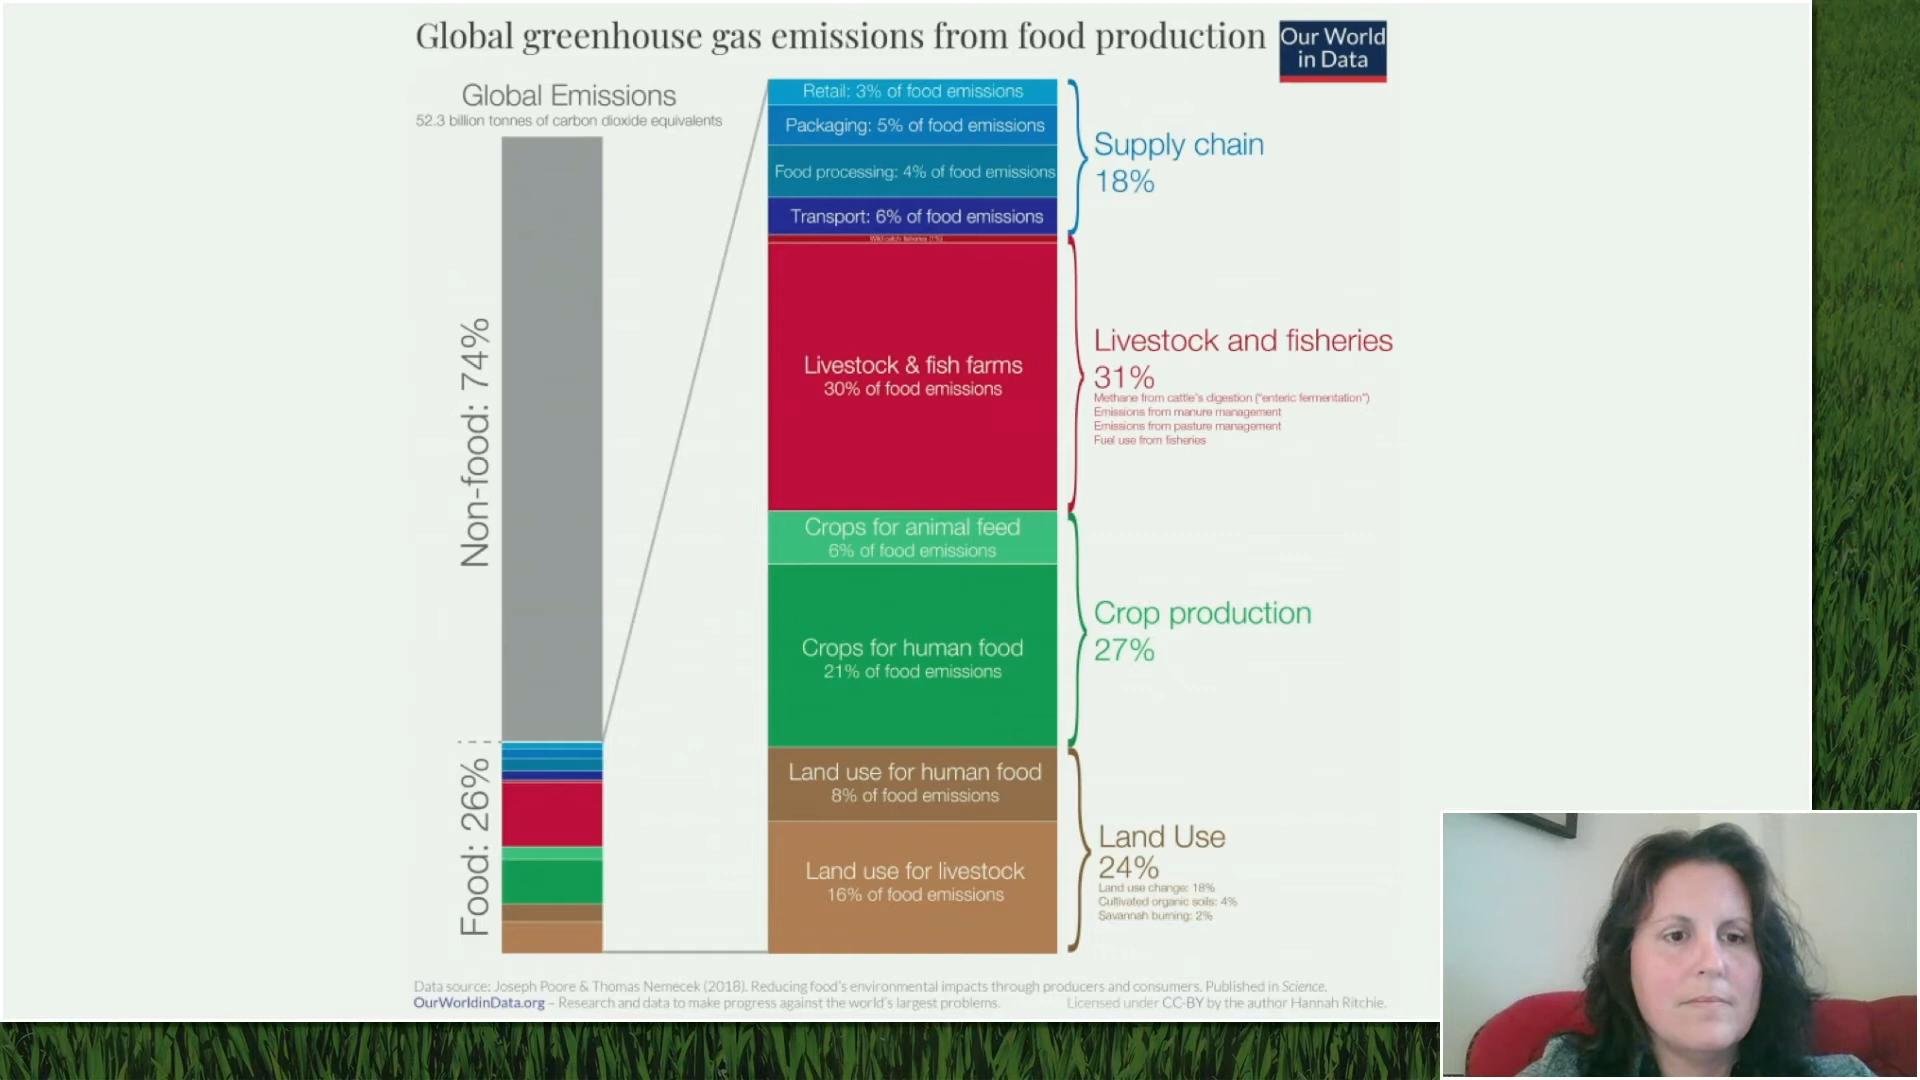 Global greenhouse gas emissions from food production
Our World
in Data
Global Emissions
52.3 billion tonnes of carbon dioxide equivalents
Non-food: 74%
Food: 26%
Retail: 3% of food emissions
Packaging: 5% of food emissions
Food processing: 4% of food emissions
Transport: 6% of food emissions
Wild catch fisheries (1%)
Livestock & fish farms
30% of food emissions
Crops for animal feed
6% of food emissions
Crops for human food
21% of food emissions
Land use for human food
8% of food emissions
Land use for livestock
16% of food emissions
Supply chain
18%
Livestock and fisheries
31%
Methane from cattle's digestion ("enteric fermentation")
Emissions from manure management
Emissions from pasture management
Fuel use from fisheries
Crop production
27%
Land Use
24%
Land use change: 18%
Cultivated organic soils: 4%
Savannah burning: 2%
Data source: Joseph Poore & Thomas Nemecek (2018). Reducing food's environmental impacts through producers and consumers. Published in Science.
OurWorldinData.org – Research and data to make progress against the world's largest problems.
Licensed under CC-BY by the author Hannah Ritchie.